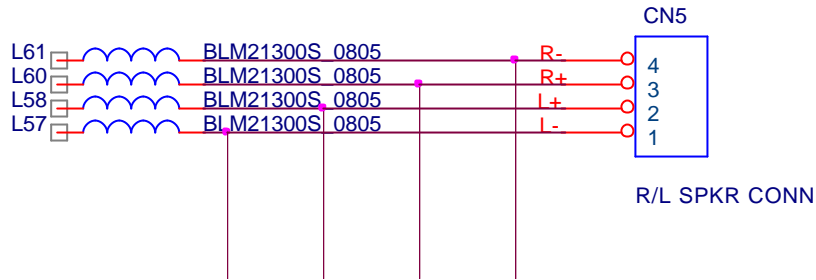 CN5
L61 BLM21300S_0805 R- 4
L60 BLM21300S_0805 R+ 3
L58 BLM21300S_0805 L+ 2
L57 BLM21300S_0805 L- 1
R/L SPKR CONN